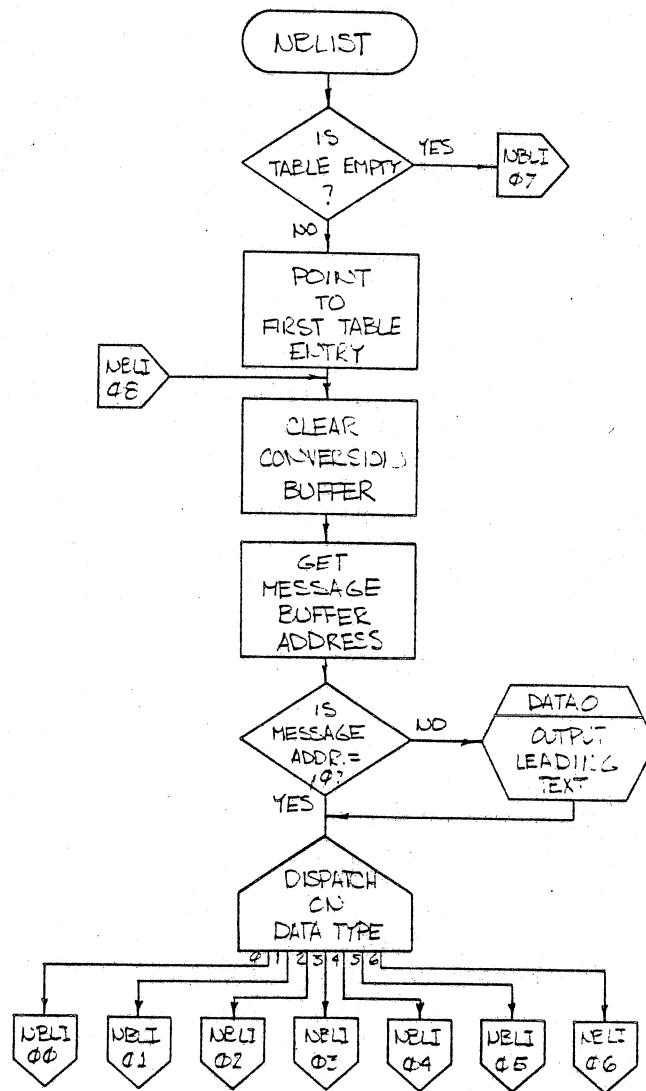 NBLIST
IS
TABLE EMPTY
?
YES
NBLI
φ7
NO
POINT
TO
FIRST TABLE
ENTRY
NBLI
φ8
CLEAR
CONVERSION
BUFFER
GET
MESSAGE
BUFFER
ADDRESS
IS
MESSAGE
ADDR.=
φ?
NO
DATAO
OUTPUT
LEADING
TEXT
YES
DISPATCH
ON
DATA TYPE
φ 1 2 3 4 5 6
NBLI
φφ
NBLI
φ1
NBLI
φ2
NBLI
φ3
NBLI
φ4
NBLI
φ5
NBLI
φ6